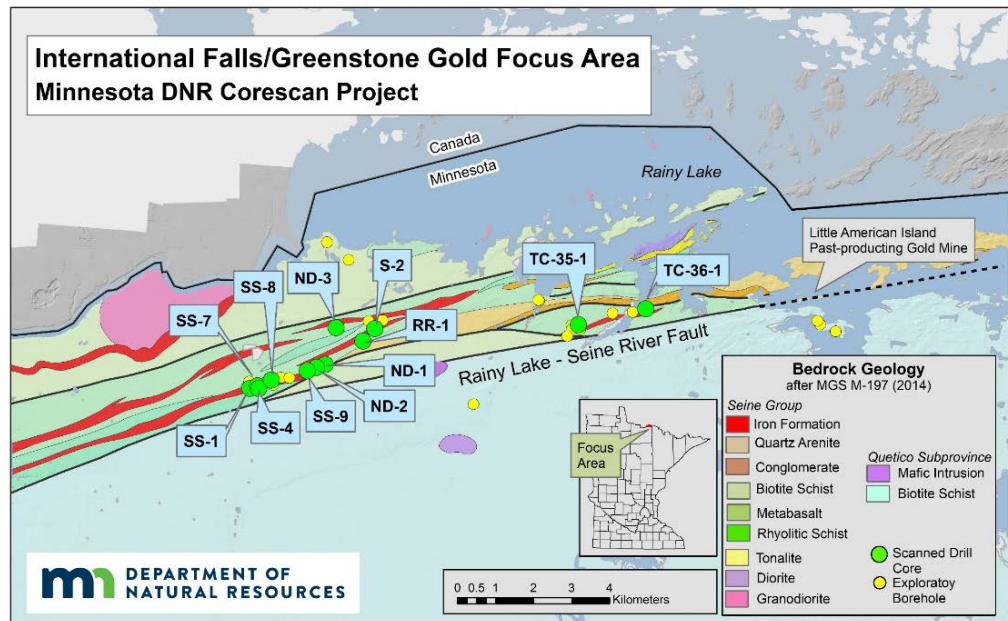 International Falls/Greenstone Gold Focus Area
Minnesota DNR Corescan Project
Canada
Minnesota
Rainy Lake
Little American Island
Past-producting Gold Mine
TC-35-1
TC-36-1
S-2
ND-3
SS-8
SS-7
RR-1
ND-1
ND-2
SS-9
SS-4
SS-1
Rainy Lake - Seine River Fault
Focus
Area
Bedrock Geology
after MGS M-197 (2014)
Seine Group
Iron Formation
Quartz Arenite
Conglomerate
Biotite Schist
Metabasalt
Rhyolitic Schist
Tonalite
Diorite
Granodiorite
Quetico Subprovince
Mafic Intrusion
Biotite Schist
Scanned Drill
Core
Exploratoy
Borehole
0 0.5 1 2 3 4
Kilometers
mn DEPARTMENT OF
NATURAL RESOURCES